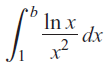 ∫₁ᵇ (ln x)/x² dx